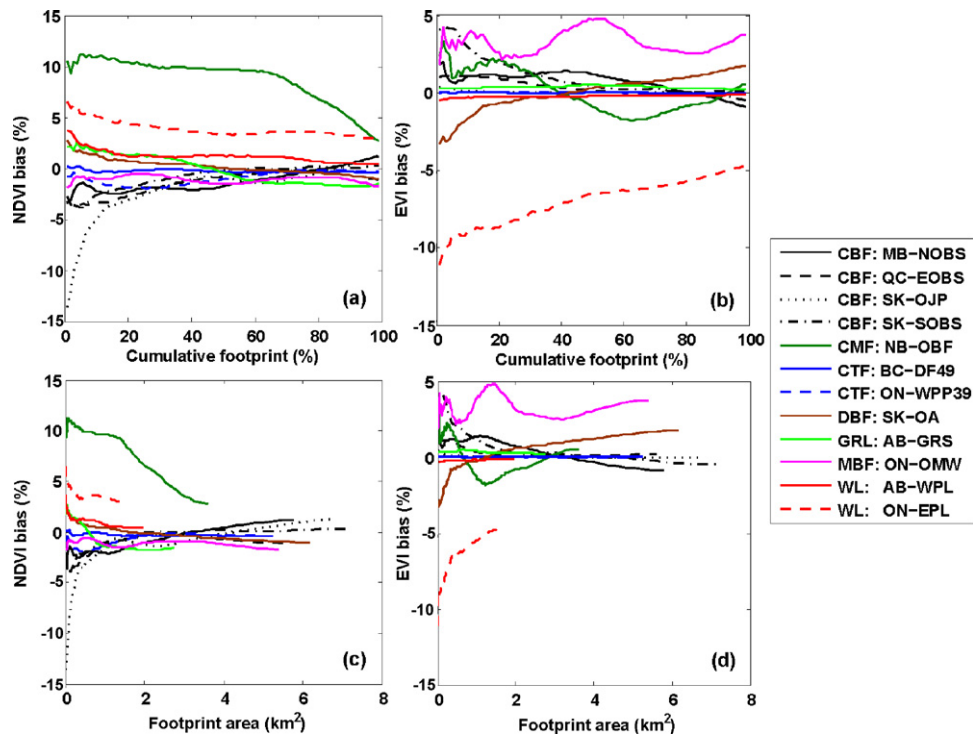 15
10
5
0
-5
-10
15
NDVI bias (%)
(a)
0 20 40 60 80 100
Cumulative footprint (%)
5
0
-5
-10
15
EVI bias (%)
(b)
0 20 40 60 80 100
Cumulative footprint (%)
15
10
5
0
-5
-10
15
NDVI bias (%)
(c)
0 2 4 6 8
Footprint area (km²)
5
0
-5
-10
15
EVI bias (%)
(d)
0 2 4 6 8
Footprint area (km²)
CBF: MB−NOBS
CBF: QC−EOBS
CBF: SK−OJP
CBF: SK−SOBS
CMF: NB−OBF
CTF: BC−DF49
CTF: ON−WPP39
DBF: SK−OA
GRL: AB−GRS
MBF: ON−OMW
WL: AB−WPL
WL: ON−EPL